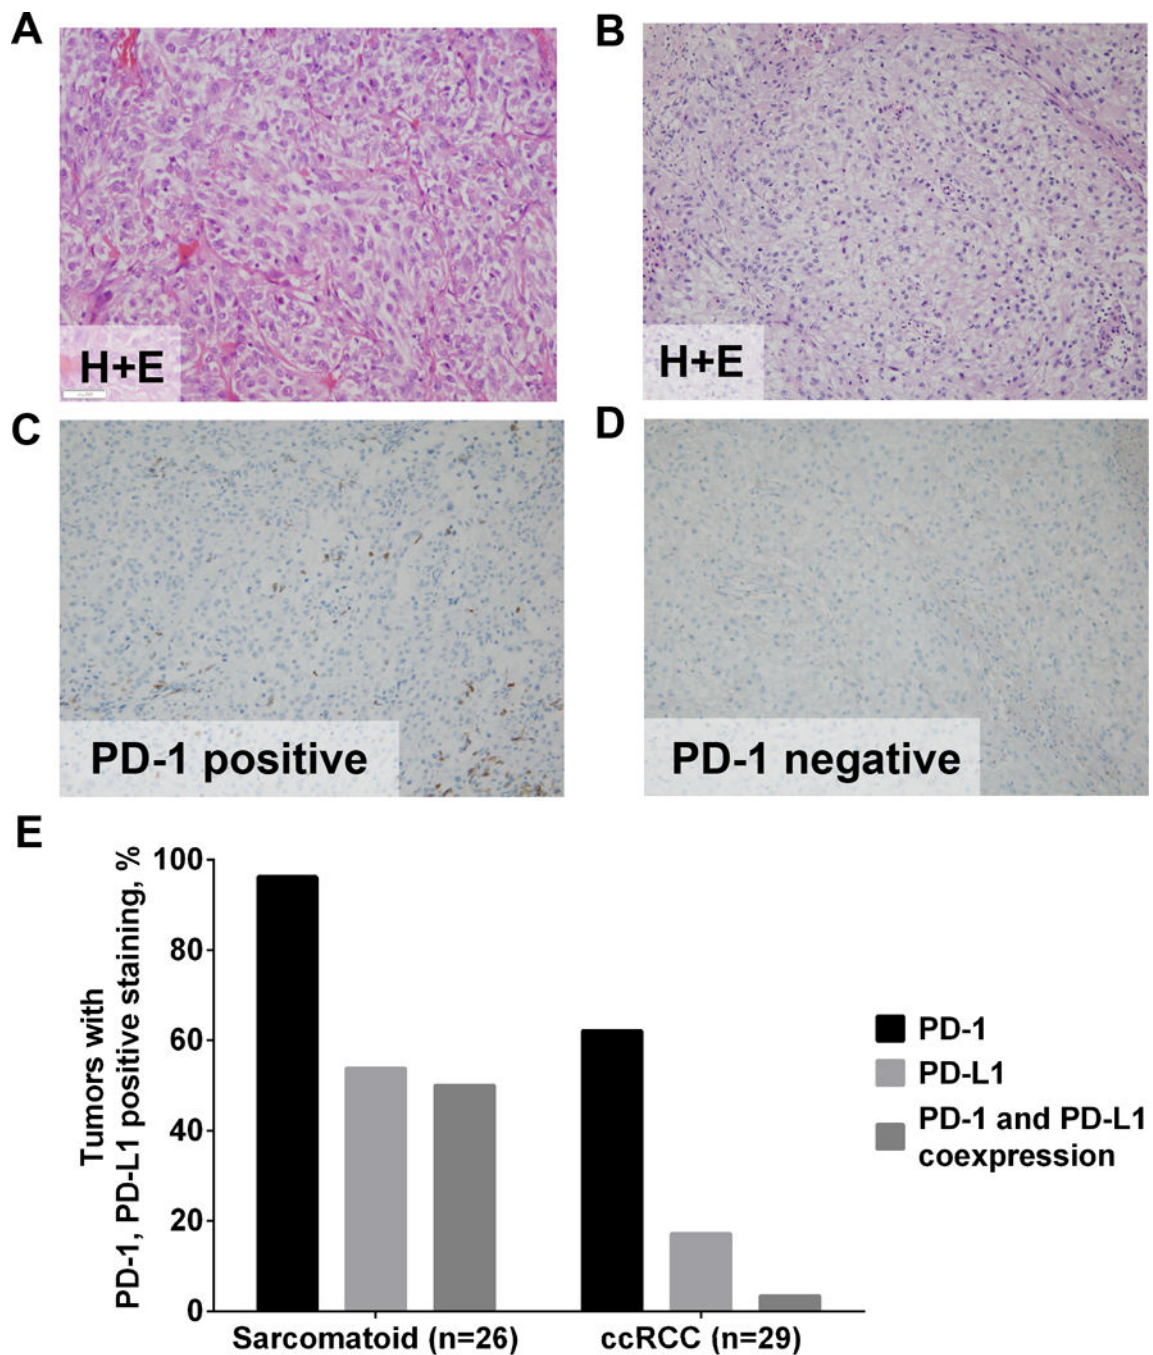 A
B
H+E
H+E
C
D
PD-1 positive
PD-1 negative
E
Tumors with
PD-1, PD-L1 positive staining, %
100
80
60
40
20
0
Sarcomatoid (n=26)
ccRCC (n=29)
PD-1
PD-L1
PD-1 and PD-L1
coexpression